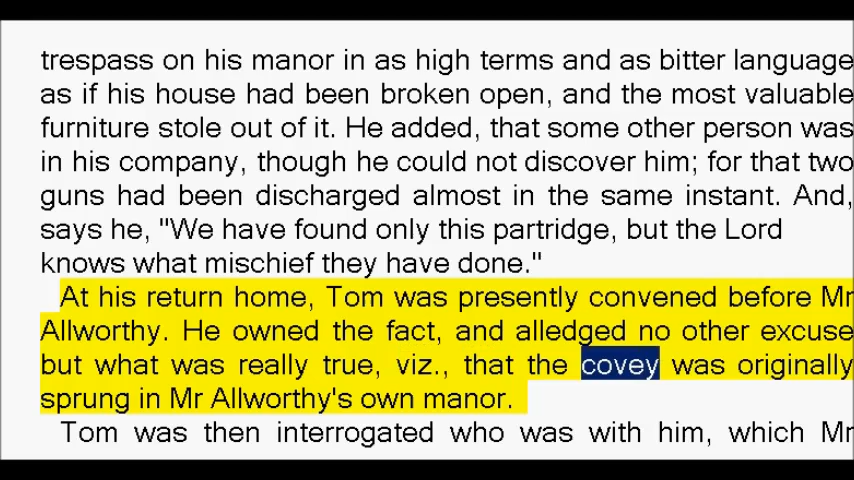 trespass on his manor in as high terms and as bitter language
as if his house had been broken open, and the most valuable
furniture stole out of it. He added, that some other person was
in his company, though he could not discover him; for that two
guns had been discharged almost in the same instant. And,
says he, "We have found only this partridge, but the Lord
knows what mischief they have done."
At his return home, Tom was presently convened before Mr
Allworthy. He owned the fact, and alledged no other excuse
but what was really true, viz., that the covey was originally
sprung in Mr Allworthy's own manor.
Tom was then interrogated who was with him, which Mr